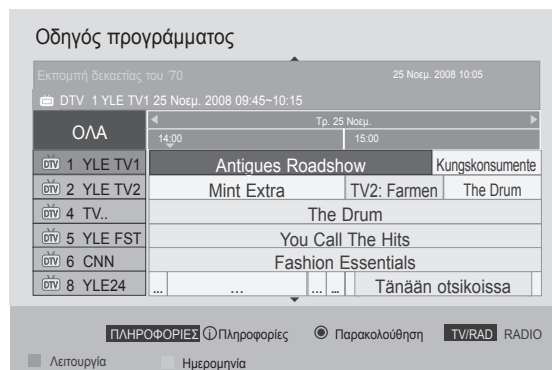 Οδηγός προγράμματος
Εκπομπή δεκαετίας του '70 25 Νοεμ. 2008 10:05
DTV 1 YLE TV1 25 Νοεμ. 2008 09:45~10:15
ΟΛΑ Τρ. 25 Νοεμ.
14:00 15:00
DTV 1 YLE TV1 Antigues Roadshow Kungskonsumente
DTV 2 YLE TV2 Mint Extra TV2: Farmen The Drum
DTV 4 TV.. The Drum
DTV 5 YLE FST You Call The Hits
DTV 6 CNN Fashion Essentials
DTV 8 YLE24 ... ... ... ... Tänään otsikoissa
ΠΛΗΡΟΦΟΡΙΕΣ i Πληροφορίες Παρακολούθηση TV/RAD RADIO
Λειτουργία Ημερομηνία